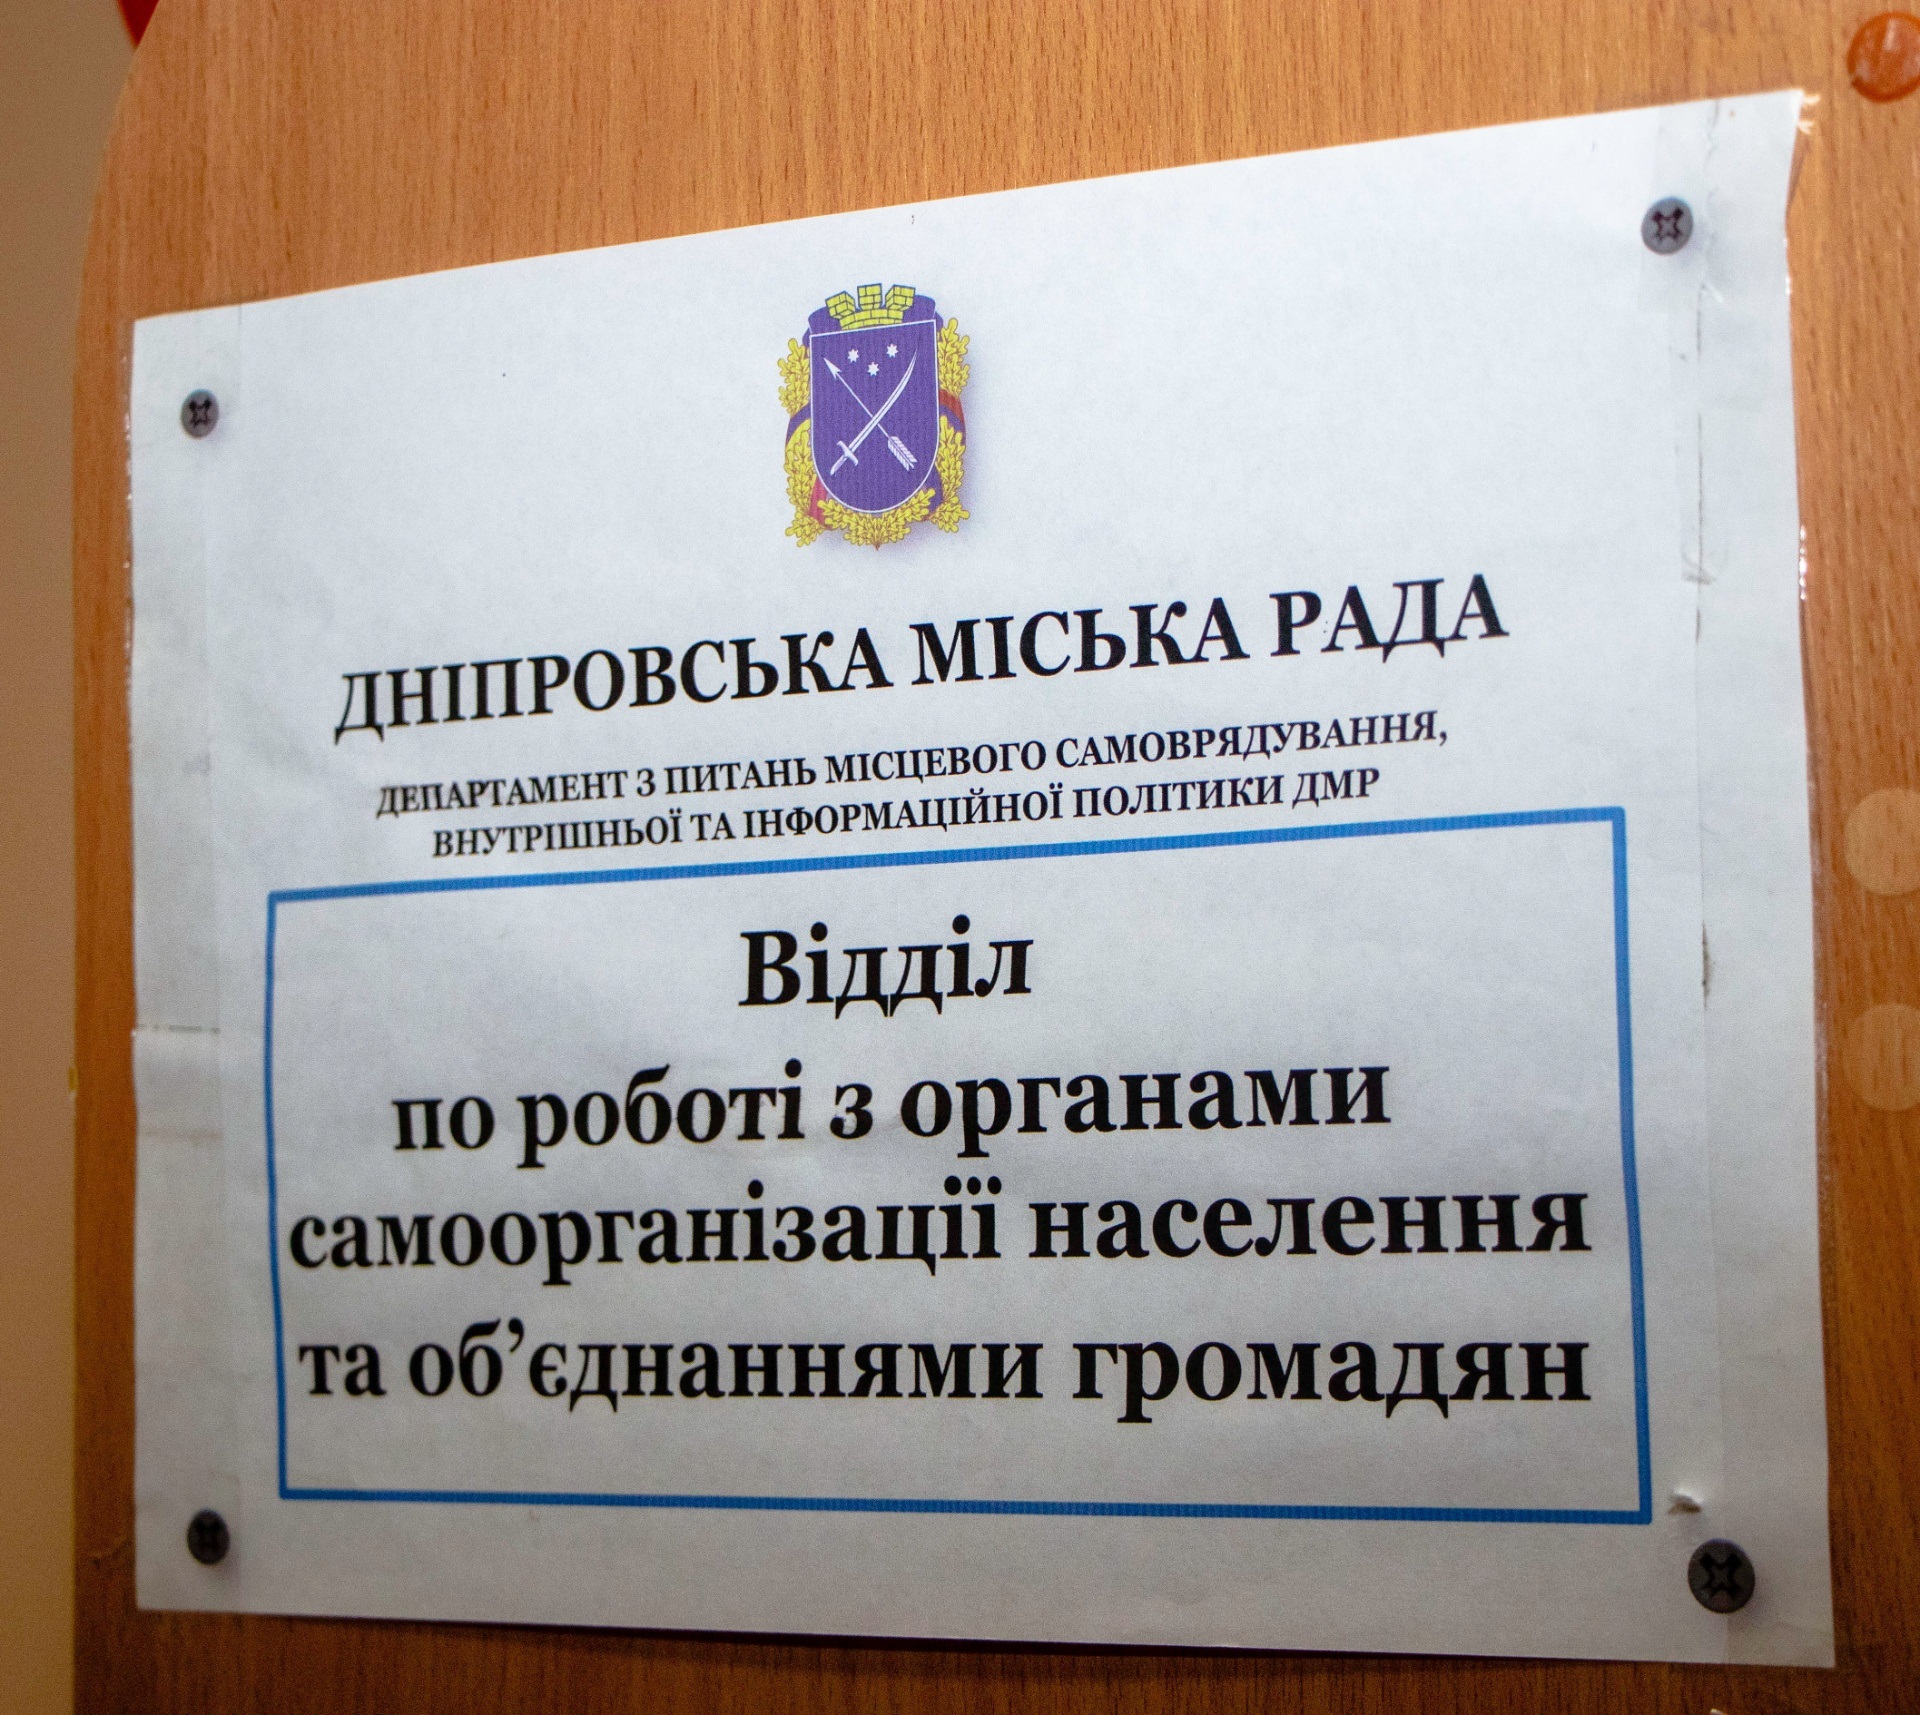 ДНІПРОВСЬКА МІСЬКА РАДА
ДЕПАРТАМЕНТ З ПИТАНЬ МІСЦЕВОГО САМОВРЯДУВАННЯ,
ВНУТРІШНЬОЇ ТА ІНФОРМАЦІЙНОЇ ПОЛІТИКИ ДМР
Відділ
по роботі з органами
самоорганізації населення
та об’єднаннями громадян